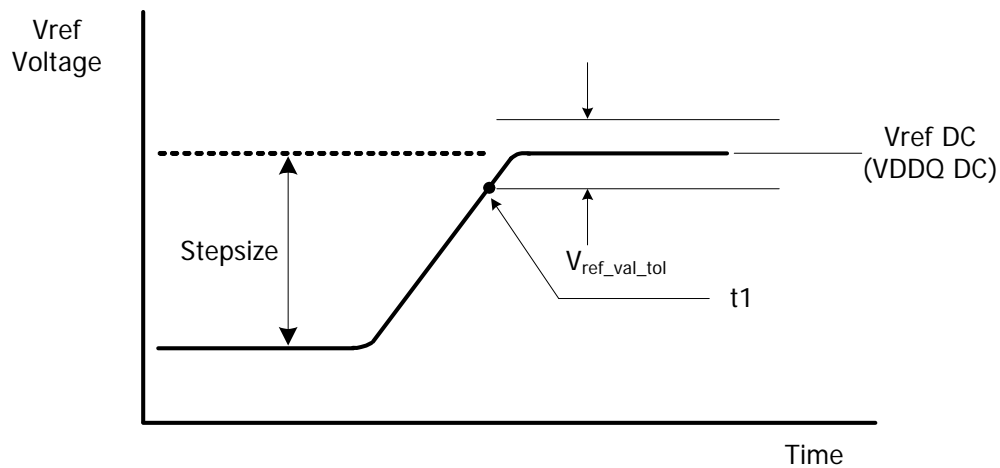 Vref
Voltage
Vref DC
(VDDQ DC)
Stepsize
Vref_val_tol
t1
Time